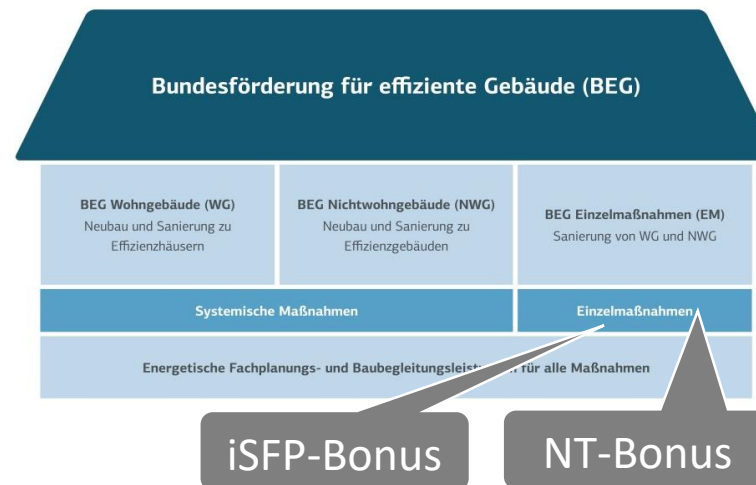 Bundesförderung für effiziente Gebäude (BEG)
BEG Wohngebäude (WG)
Neubau und Sanierung zu
Effizienzhäusern
BEG Nichtwohngebäude (NWG)
Neubau und Sanierung zu
Effizienzgebäuden
BEG Einzelmaßnahmen (EM)
Sanierung von WG und NWG
Systemische Maßnahmen
Einzelmaßnahmen
Energetische Fachplanungs- und für alle Maßnahmen
iSFP-Bonus
NT-Bonus